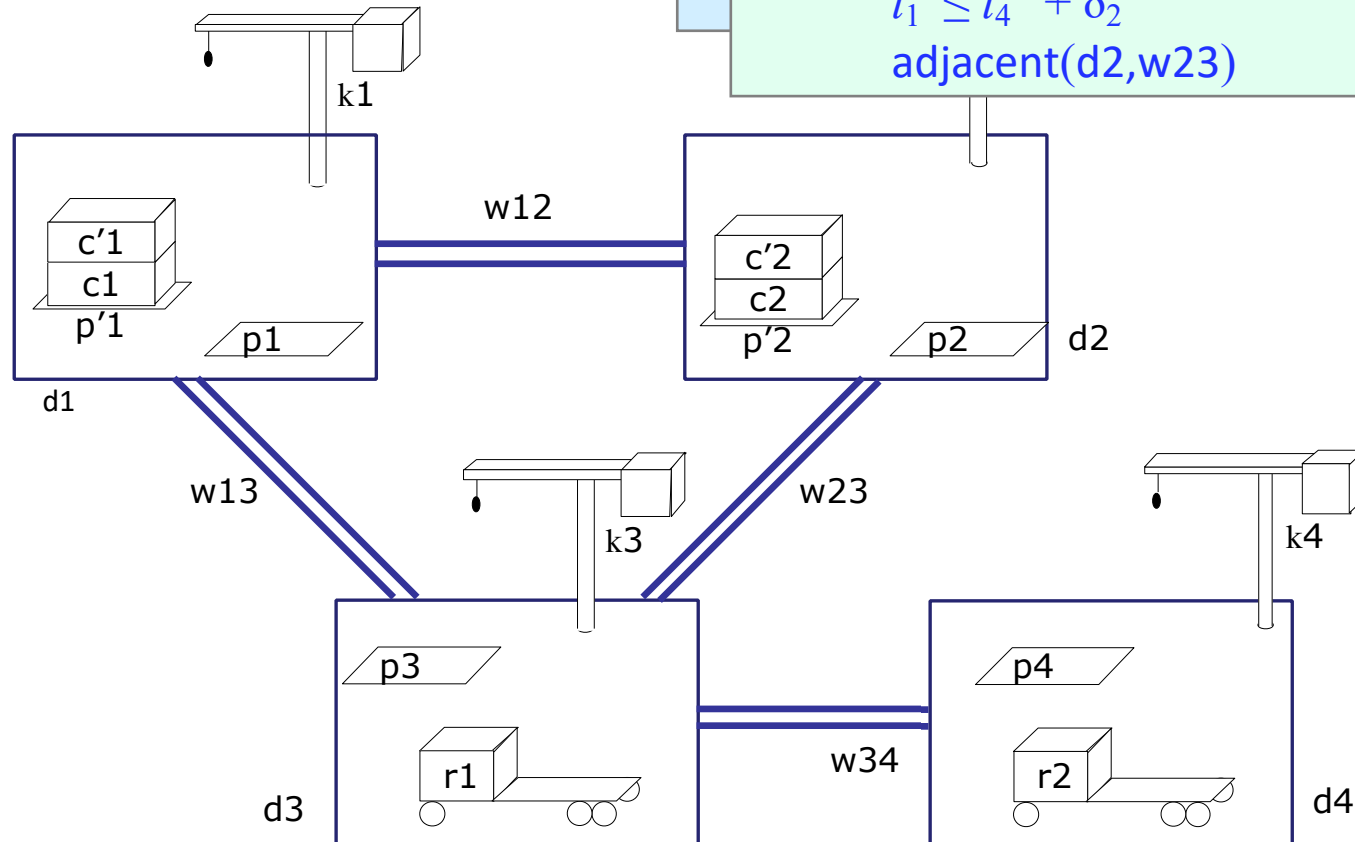 adjacent(d2,w23)
k1
w12
c′1
c1
p′1
p1
c′2
c2
p′2
p2
d2
d1
w13
w23
k3
k4
p3
p4
r1
w34
r2
d3
d4